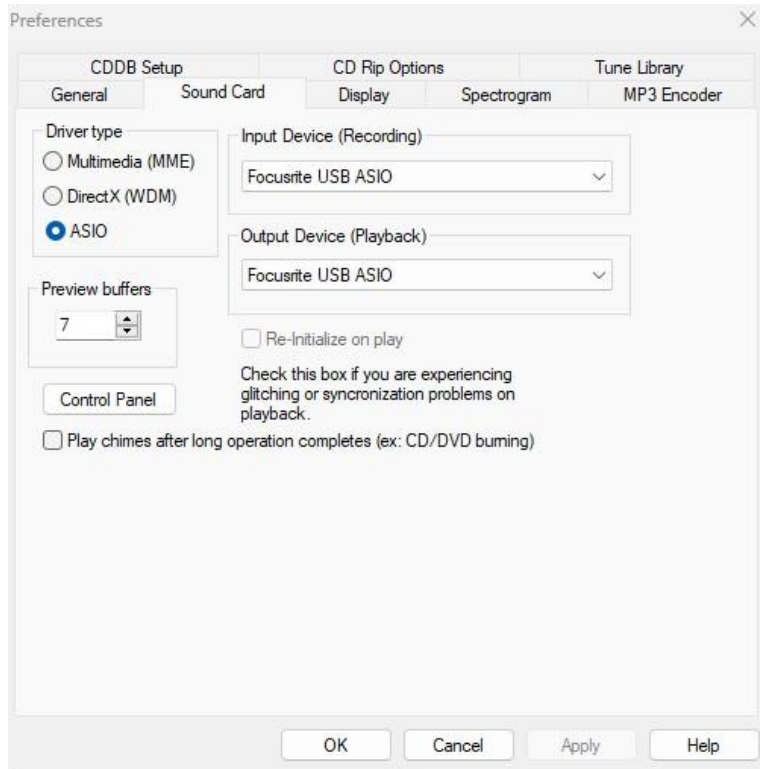 Preferences
CDDB Setup CD Rip Options Tune Library
General Sound Card Display Spectrogram MP3 Encoder
Driver type
Multimedia (MME)
DirectX (WDM)
ASIO
Input Device (Recording)
Focusrite USB ASIO
Output Device (Playback)
Focusrite USB ASIO
Preview buffers
7
Re-Initialize on play
Check this box if you are experiencing
glitching or syncronization problems on
playback.
Control Panel
Play chimes after long operation completes (ex: CD/DVD burning)
OK Cancel Apply Help